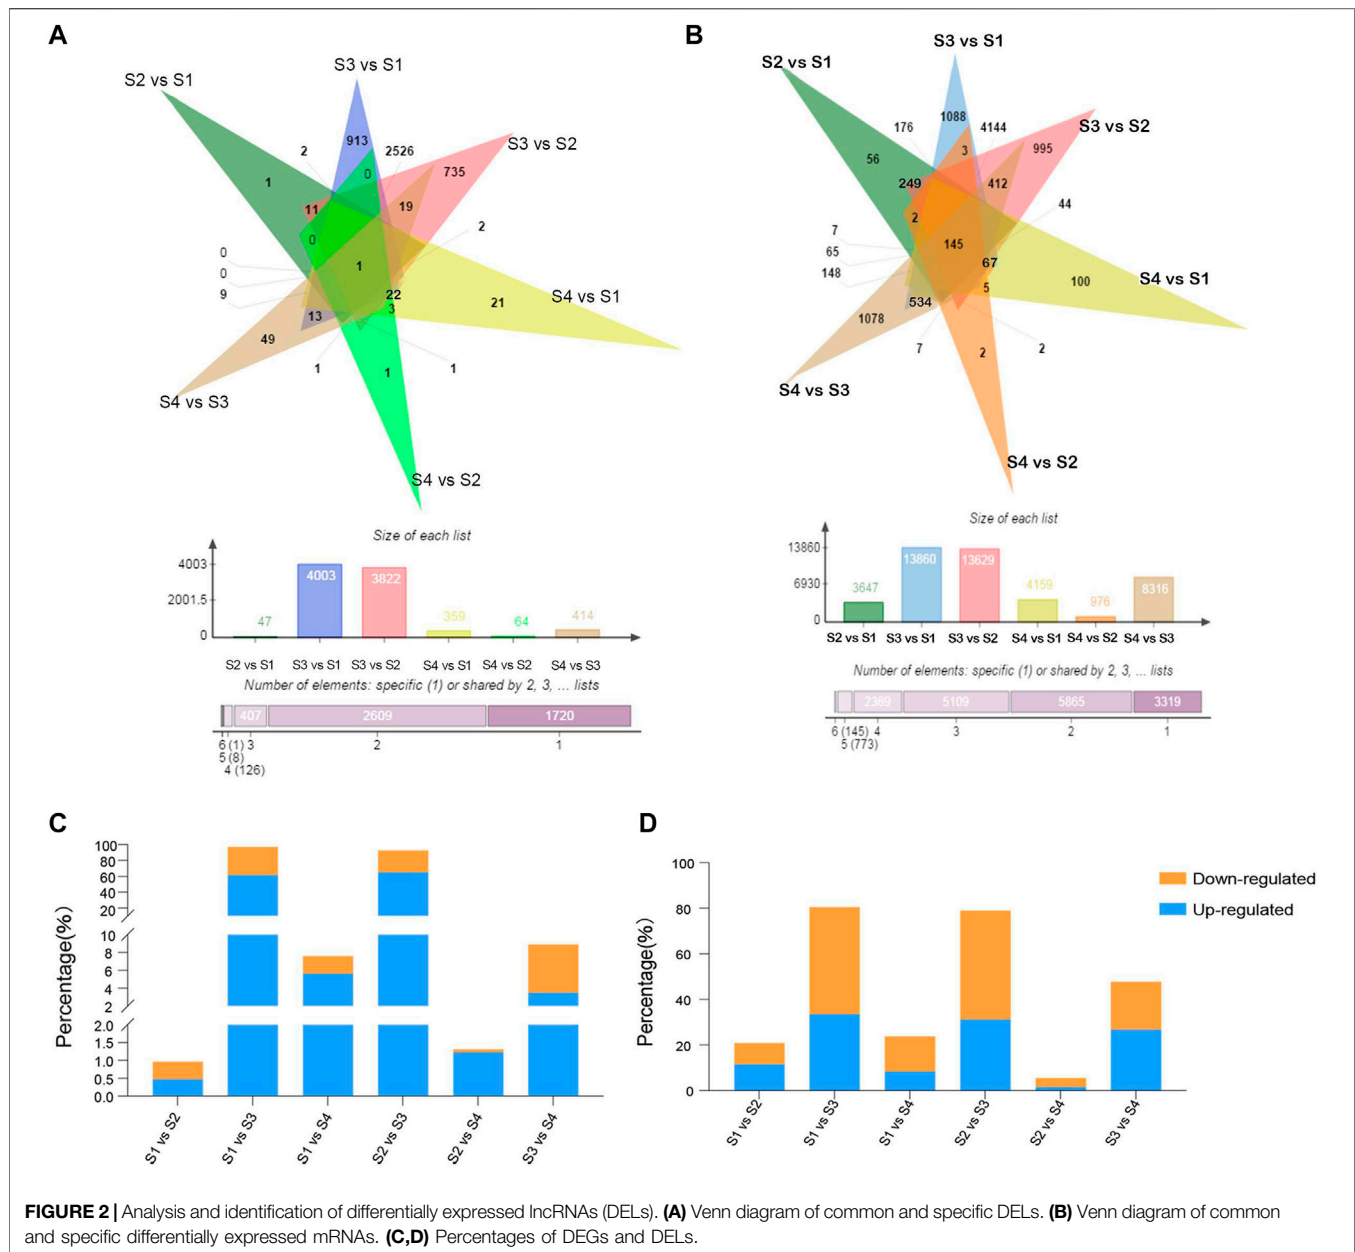 A
S3 vs S1
S2 vs S1
S3 vs S2
913
2526
2
0
735
1
11
19
2
0
0
0
9
1
22
3
21
S4 vs S1
13
49
1
1
1
S4 vs S3
S4 vs S2
Size of each list
4003
2001.5
0
47
4003
3822
359
64
414
S2 vs S1 S3 vs S1 S3 vs S2 S4 vs S1 S4 vs S2 S4 vs S3
Number of elements: specific (1) or shared by 2, 3, ... lists
407 2609 1720
6 (1) 3 2 1
5 (8)
4 (126)
B
S3 vs S1
S2 vs S1
S3 vs S2
1088
4144
176
3
995
56
249
412
44
2
7
65
148
145
67
5
100
S4 vs S1
534
1078
7
2
2
S4 vs S3
S4 vs S2
Size of each list
13860
6930
0
3647
13860
13629
4159
976
8316
S2 vs S1 S3 vs S1 S3 vs S2 S4 vs S1 S4 vs S2 S4 vs S3
Number of elements: specific (1) or shared by 2, 3, ... lists
2369 5109 5865 3319
6 (145) 4 3 2 1
5 (773)
C
Percentage(%)
100
80
60
40
20
10
8
6
4
2
2.0
1.5
1.0
0.5
0.0
S1 vs S2
S1 vs S3
S1 vs S4
S2 vs S3
S2 vs S4
S3 vs S4
D
Percentage(%)
100
80
60
40
20
0
S1 vs S2
S1 vs S3
S1 vs S4
S2 vs S3
S2 vs S4
S3 vs S4
Down-regulated
Up-regulated
FIGURE 2 | Analysis and identification of differentially expressed lncRNAs (DELs). (A) Venn diagram of common and specific DELs. (B) Venn diagram of common
and specific differentially expressed mRNAs. (C,D) Percentages of DEGs and DELs.